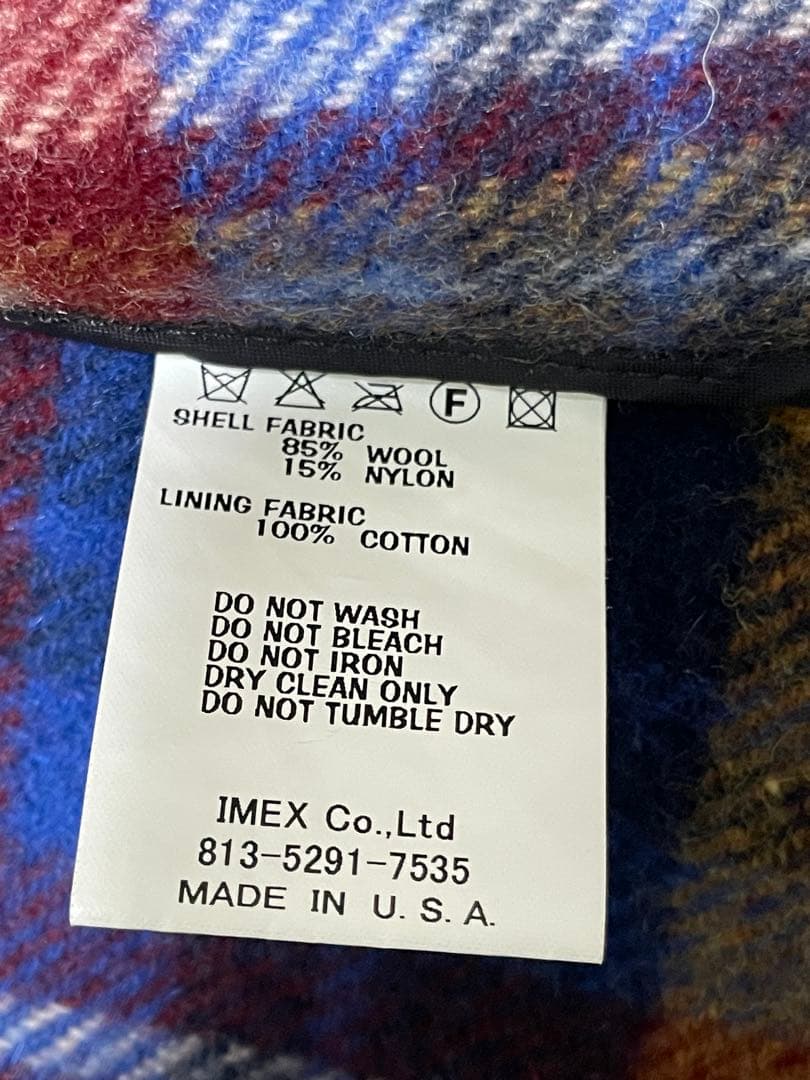 F
SHELL FABRIC
85% WOOL
15% NYLON
LINING FABRIC
100% COTTON
DO NOT WASH
DO NOT BLEACH
DO NOT IRON
DRY CLEAN ONLY
DO NOT TUMBLE DRY
IMEX Co.,Ltd
813-5291-7535
MADE IN U. S. A.